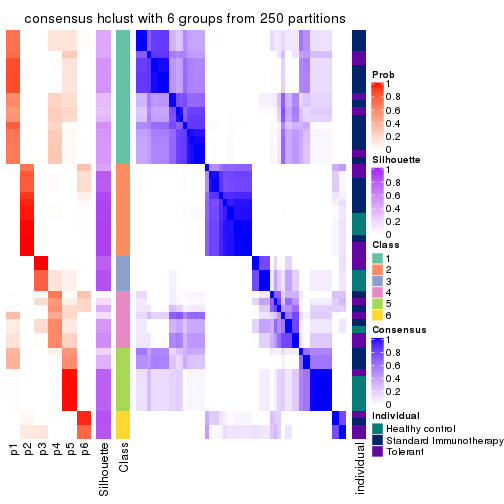 consensus hclust with 6 groups from 250 partitions
Prob
1
0.8
0.6
0.4
0.2
0
Silhouette
1
0.8
0.6
0.4
0.2
0
Class
1
2
3
4
5
6
Consensus
1
0.8
0.6
0.4
0.2
0
individual
Healthy control
Standard Immunotherapy
Tolerant
p1
p2
p3
p4
p5
p6
Silhouette
Class
individual